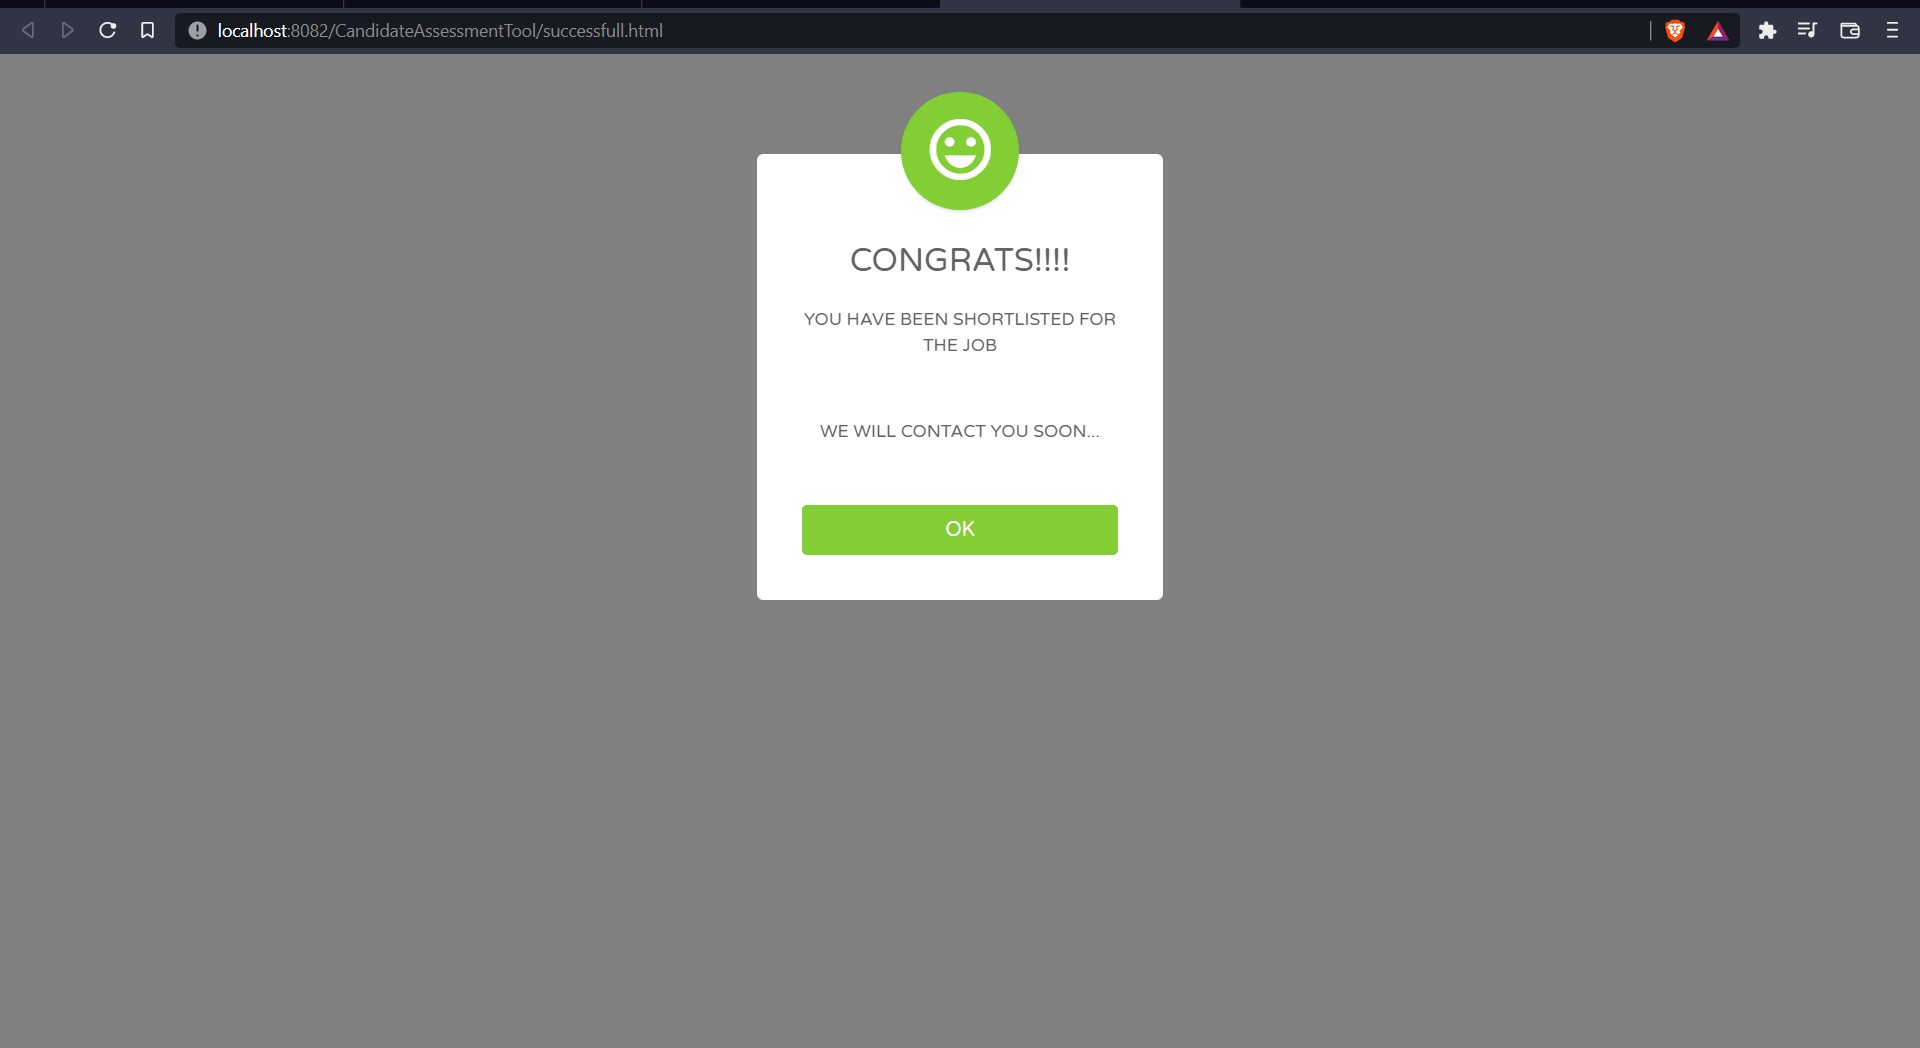 localhost:8082/CandidateAssessmentTool/successfull.html
CONGRATS!!!!
YOU HAVE BEEN SHORTLISTED FOR
THE JOB
WE WILL CONTACT YOU SOON...
OK